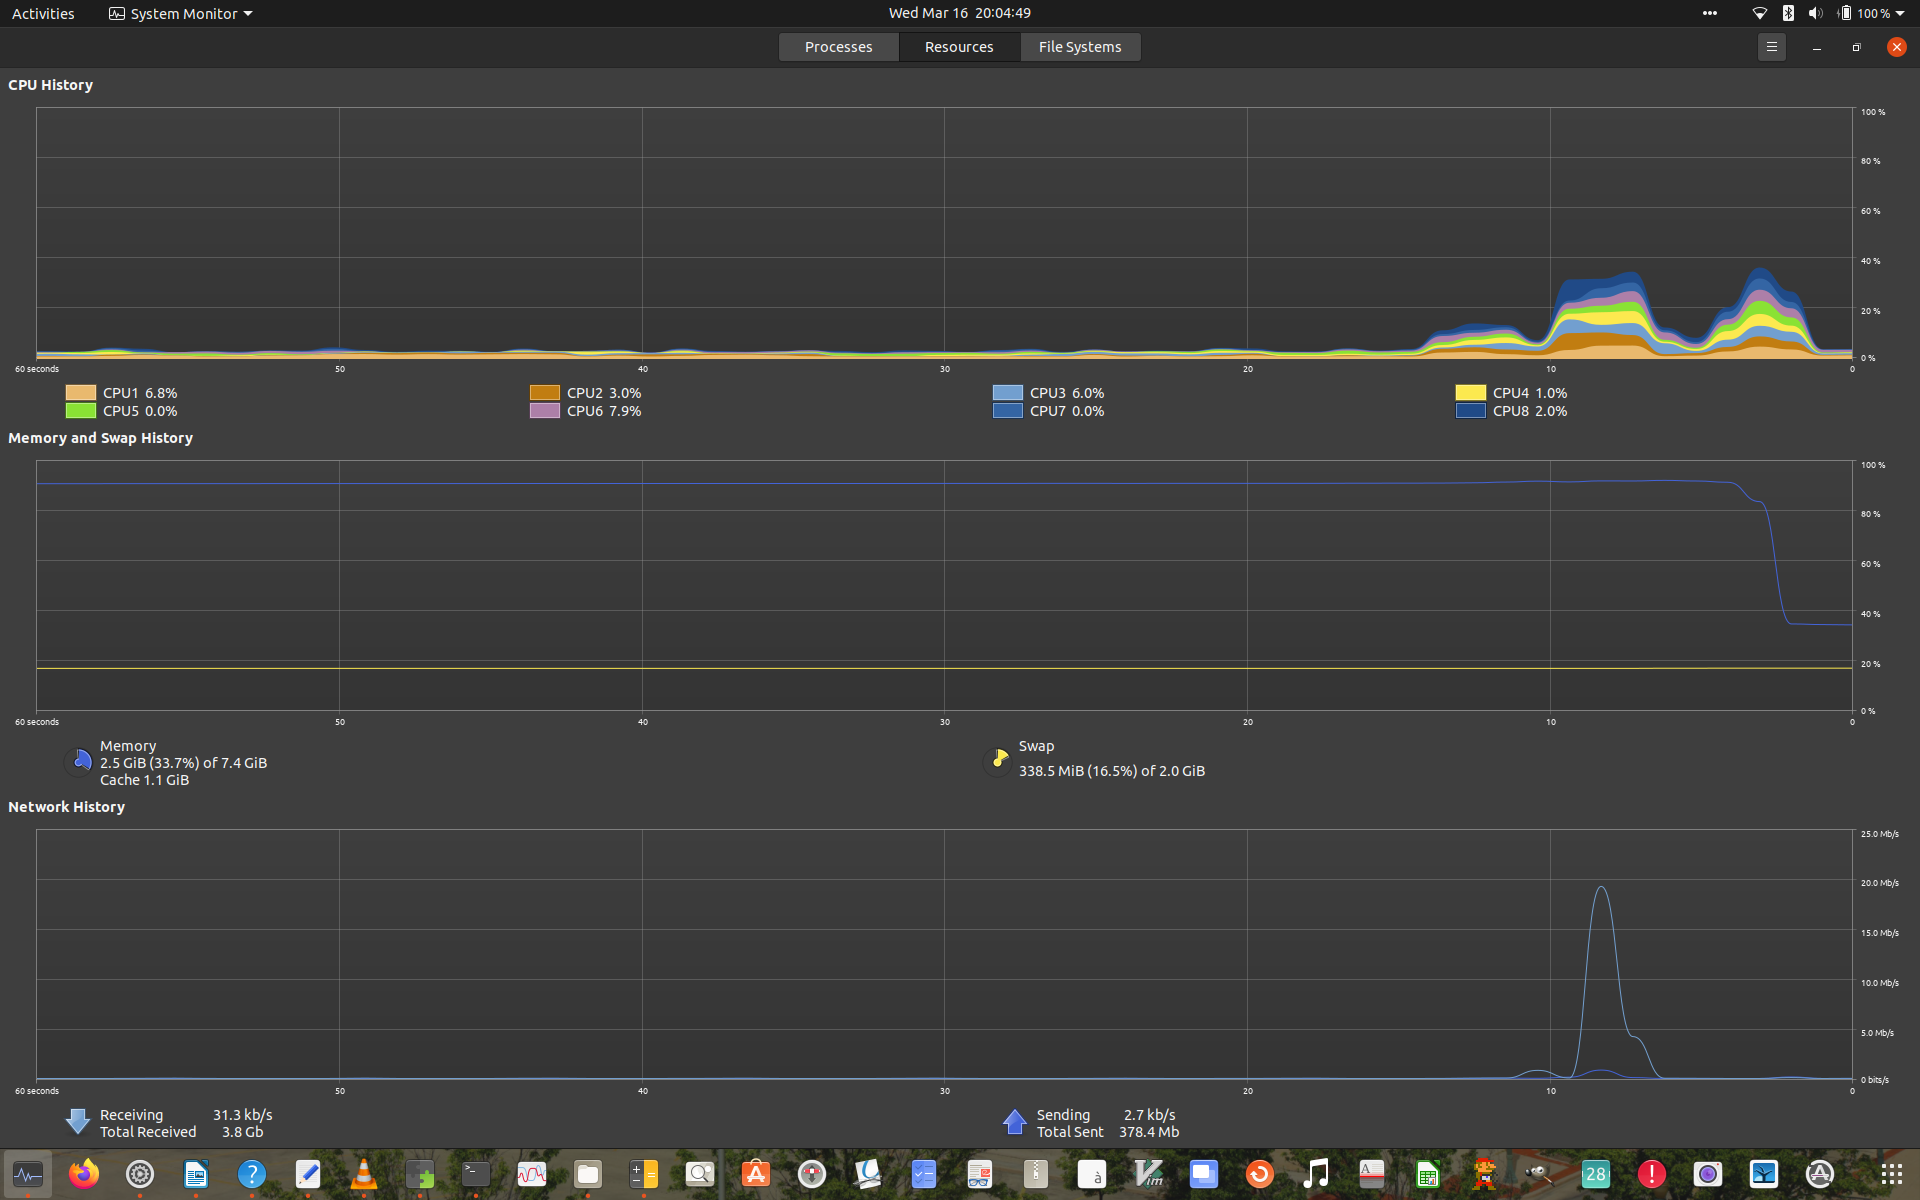 Activities System Monitor Wed Mar 16 20:04:49 100 %
Processes Resources File Systems
CPU History
100 %
80 %
60 %
40 %
20 %
0 %
60 seconds 50 40 30 20 10 0
CPU1 6.8% CPU2 3.0% CPU3 6.0% CPU4 1.0%
CPU5 0.0% CPU6 7.9% CPU7 0.0% CPU8 2.0%
Memory and Swap History
100 %
80 %
60 %
40 %
20 %
0 %
60 seconds 50 40 30 20 10 0
Memory
2.5 GiB (33.7%) of 7.4 GiB
Cache 1.1 GiB
Swap
338.5 MiB (16.5%) of 2.0 GiB
Network History
25.0 Mb/s
20.0 Mb/s
15.0 Mb/s
10.0 Mb/s
5.0 Mb/s
0 bits/s
60 seconds 50 40 30 20 10 0
Receiving 31.3 kb/s
Total Received 3.8 Gb
Sending 2.7 kb/s
Total Sent 378.4 Mb
? >_ A à Vim A 28 !